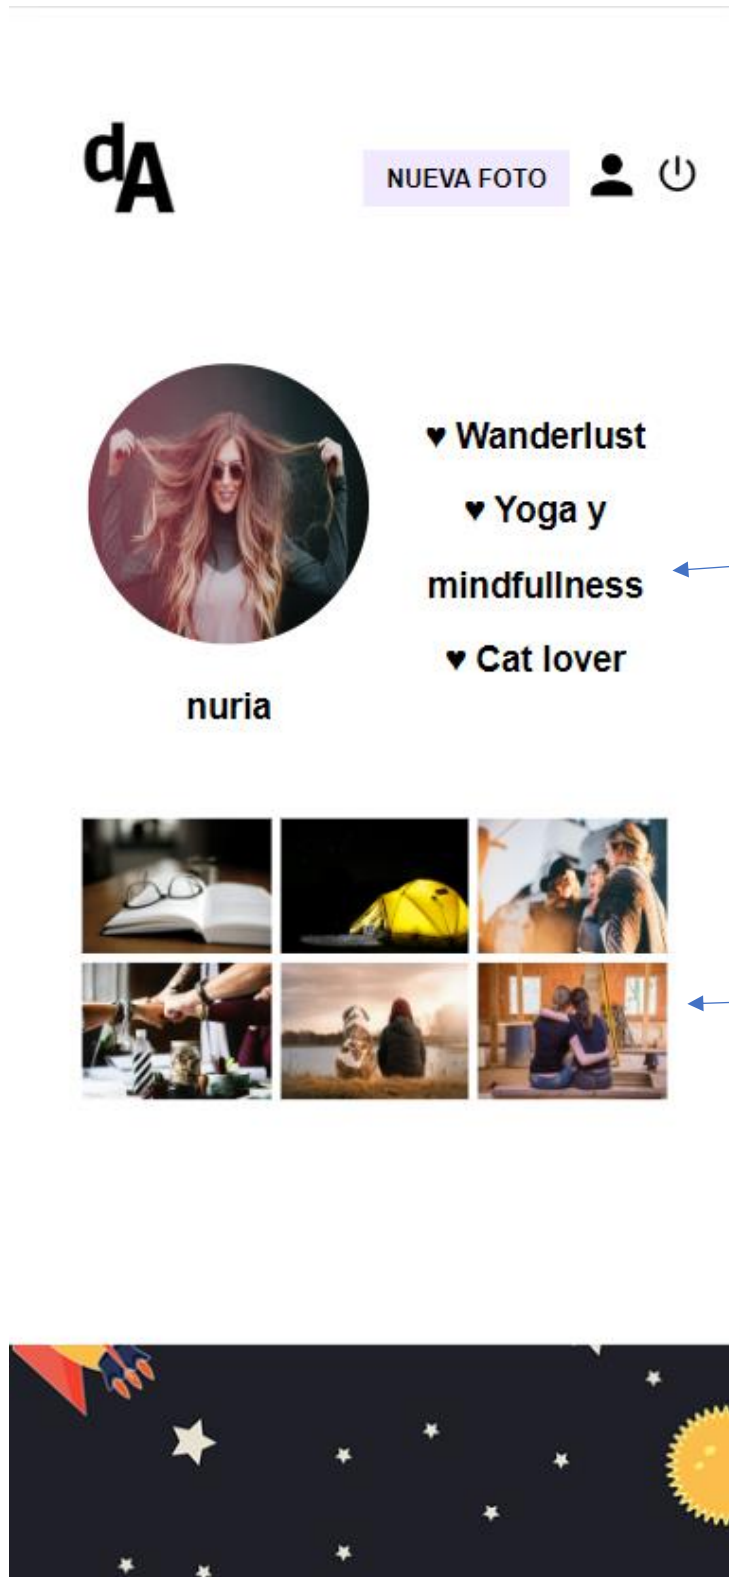 dA
NUEVA FOTO
♥ Wanderlust
♥ Yoga y
mindfullness
♥ Cat lover
nuria